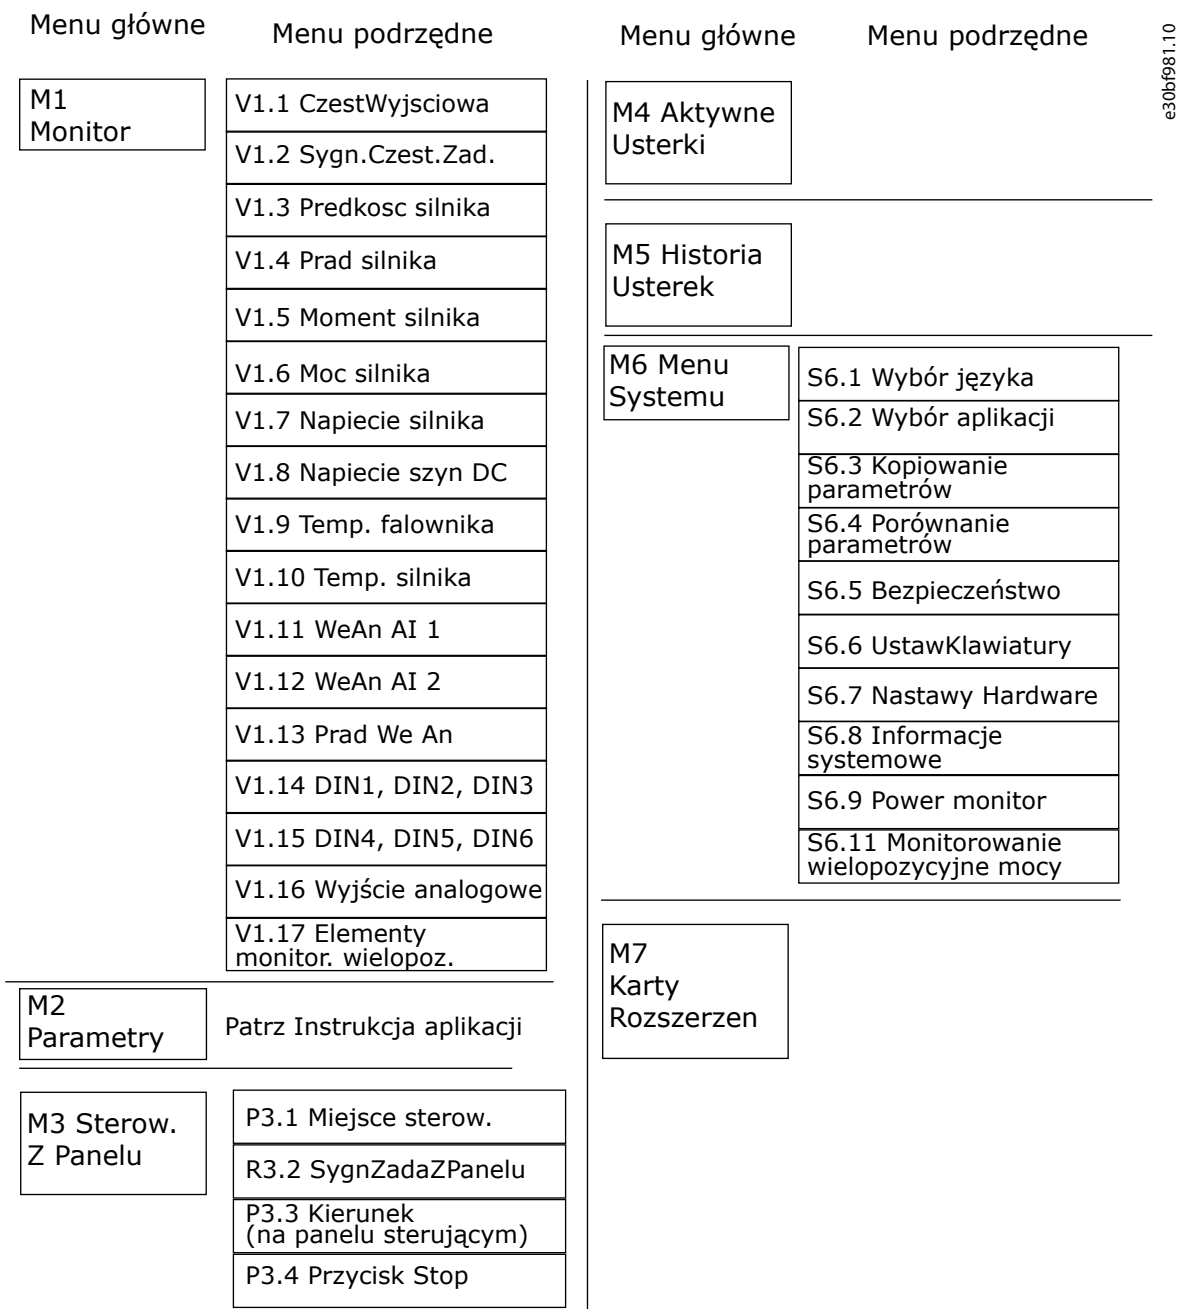 Menu główne
Menu podrzędne
M1
Monitor
V1.1 CzestWyjsciowa
V1.2 Sygn.Czest.Zad.
V1.3 Predkosc silnika
V1.4 Prad silnika
V1.5 Moment silnika
V1.6 Moc silnika
V1.7 Napiecie silnika
V1.8 Napiecie szyn DC
V1.9 Temp. falownika
V1.10 Temp. silnika
V1.11 WeAn AI 1
V1.12 WeAn AI 2
V1.13 Prad We An
V1.14 DIN1, DIN2, DIN3
V1.15 DIN4, DIN5, DIN6
V1.16 Wyjście analogowe
V1.17 Elementy
monitor. wielopoz.
M2
Parametry
Patrz Instrukcja aplikacji
M3 Sterow.
Z Panelu
P3.1 Miejsce sterow.
R3.2 SygnZadaZPanelu
P3.3 Kierunek
(na panelu sterującym)
P3.4 Przycisk Stop
Menu główne
Menu podrzędne
M4 Aktywne
Usterki
M5 Historia
Usterek
M6 Menu
Systemu
S6.1 Wybór języka
S6.2 Wybór aplikacji
S6.3 Kopiowanie
parametrów
S6.4 Porównanie
parametrów
S6.5 Bezpieczeństwo
S6.6 UstawKlawiatury
S6.7 Nastawy Hardware
S6.8 Informacje
systemowe
S6.9 Power monitor
S6.11 Monitorowanie
wielopozycyjne mocy
M7
Karty
Rozszerzen
e30bf981.10